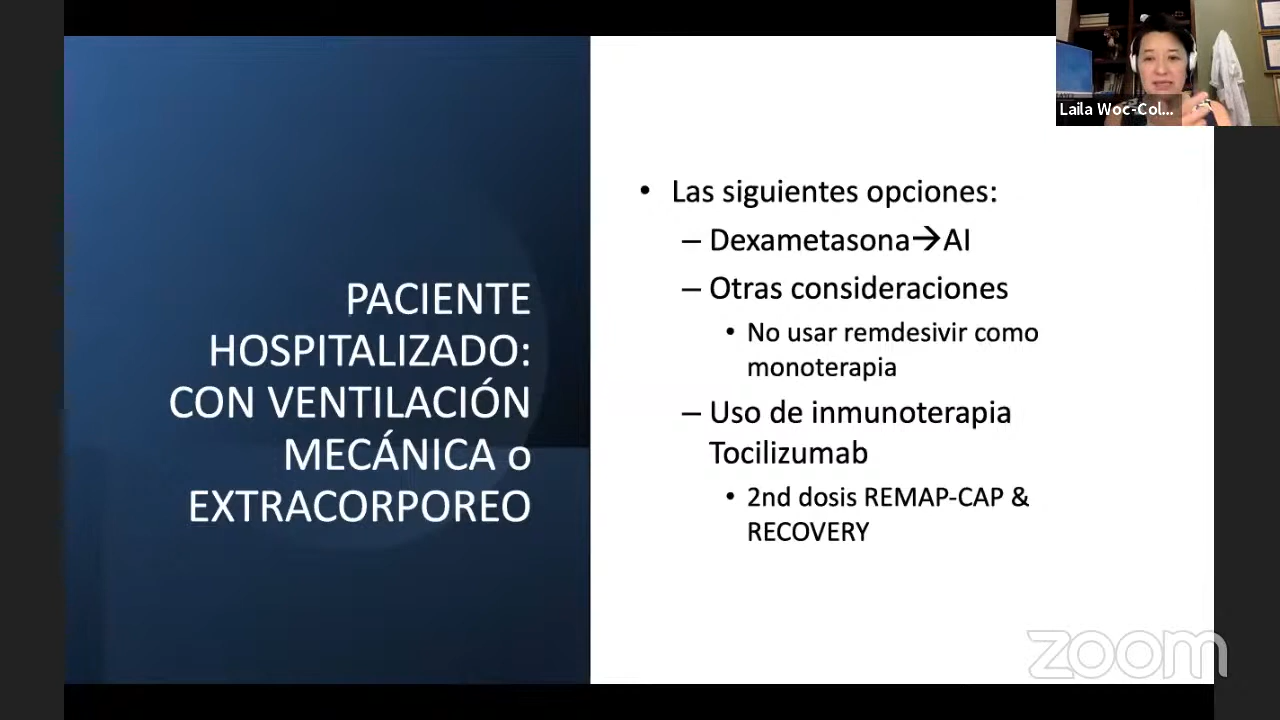 Laila Woc-Col...
PACIENTE
HOSPITALIZADO:
CON VENTILACIÓN
MECÁNICA o
EXTRACORPOREO
• Las siguientes opciones:
– Dexametasona→AI
– Otras consideraciones
• No usar remdesivir como
monoterapia
– Uso de inmunoterapia
Tocilizumab
• 2nd dosis REMAP-CAP &
RECOVERY
zoom